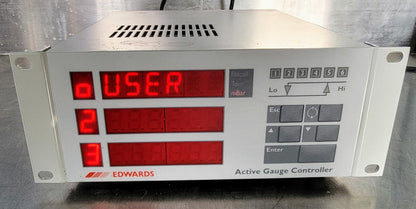 0 USER
mbar
1 2 3 4 5 6
Lo Hi
2
Esc
3
Enter
EDWARDS Active Gauge Controller